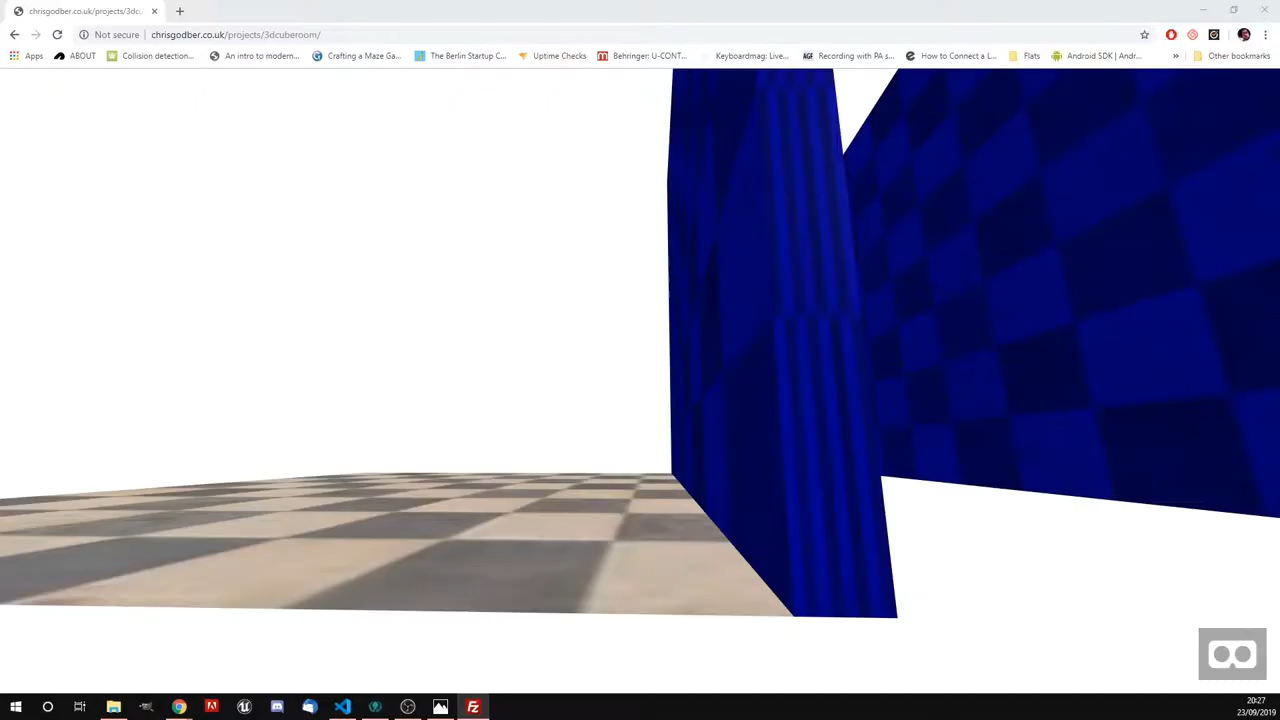 chrisgodber.co.uk/projects/3dcu
Not secure | chrisgodber.co.uk/projects/3dcuberoom/
Apps ABOUT Collision detection... An intro to modern... Crafting a Maze Ga... The Berlin Startup C... Uptime Checks Behringer: U-CONT... Keyboardmag: Live... AGF Recording with PA s... How to Connect a L... Flats Android SDK | Andr... » Other bookmarks
20:27
23/09/2019